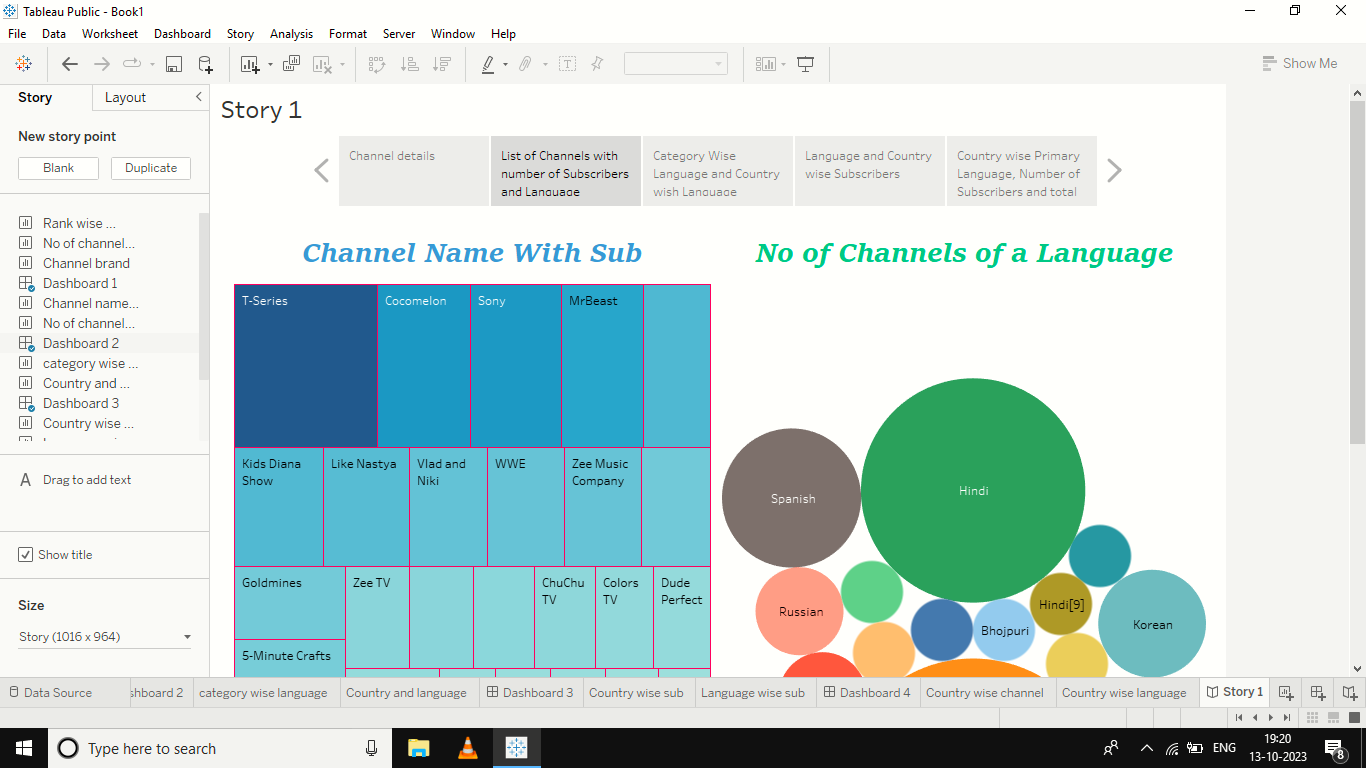 Tableau Public - Book1
File Data Worksheet Dashboard Story Analysis Format Server Window Help
Show Me
Story Layout
New story point
Blank Duplicate
Rank wise ...
No of channel...
Channel brand
Dashboard 1
Channel name...
No of channel...
Dashboard 2
category wise ...
Country and ...
Dashboard 3
Country wise ...
A Drag to add text
Show title
Size
Story (1016 x 964)
Story 1
Channel details
List of Channels with
number of Subscribers
and Language
Category Wise
Language and Country
wish Language
Language and Country
wise Subscribers
Country wise Primary
Language, Number of
Subscribers and total
Channel Name With Sub
T-Series
Cocomelon
Sony
MrBeast
Kids Diana
Show
Like Nastya
Vlad and
Niki
WWE
Zee Music
Company
Goldmines
Zee TV
ChuChu
TV
Colors
TV
Dude
Perfect
5-Minute Crafts
No of Channels of a Language
Spanish
Hindi
Russian
Hindi[9]
Bhojpuri
Korean
Data Source shboard 2 category wise language Country and language Dashboard 3 Country wise sub Language wise sub Dashboard 4 Country wise channel Country wise language Story 1
Type here to search
ENG
19:20
13-10-2023
8